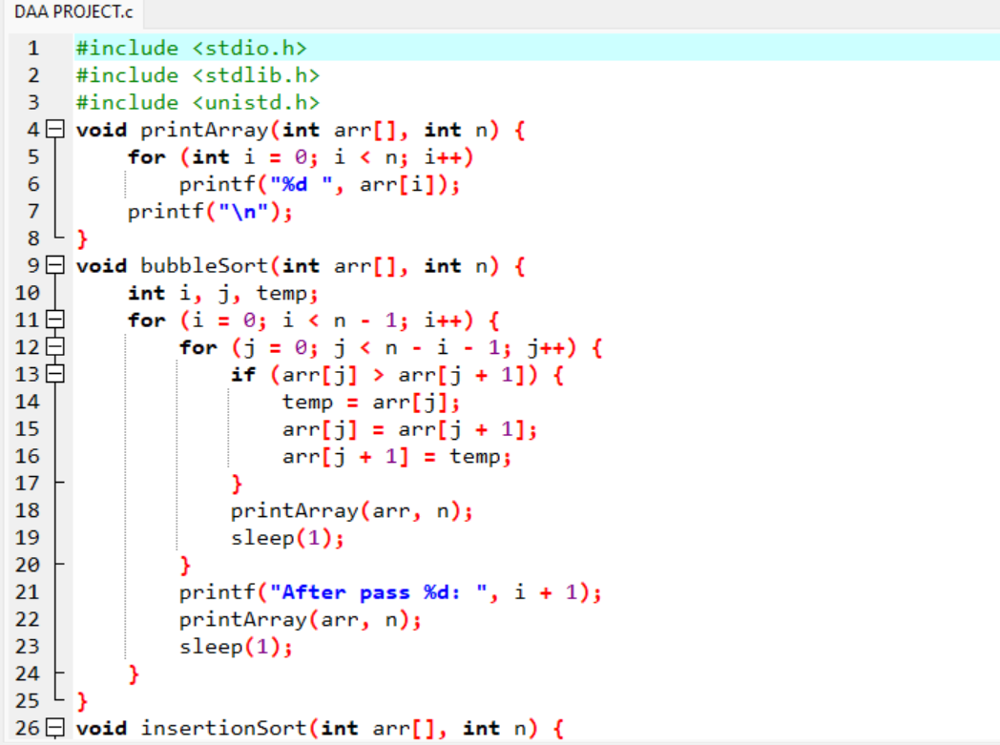 DAA PROJECT.c
1 #include <stdio.h>
2 #include <stdlib.h>
3 #include <unistd.h>
4 void printArray(int arr[], int n) {
5     for (int i = 0; i < n; i++)
6         printf("%d ", arr[i]);
7     printf("\n");
8 }
9 void bubbleSort(int arr[], int n) {
10     int i, j, temp;
11     for (i = 0; i < n - 1; i++) {
12         for (j = 0; j < n - i - 1; j++) {
13             if (arr[j] > arr[j + 1]) {
14                 temp = arr[j];
15                 arr[j] = arr[j + 1];
16                 arr[j + 1] = temp;
17             }
18             printArray(arr, n);
19             sleep(1);
20         }
21         printf("After pass %d: ", i + 1);
22         printArray(arr, n);
23         sleep(1);
24     }
25 }
26 void insertionSort(int arr[], int n) {